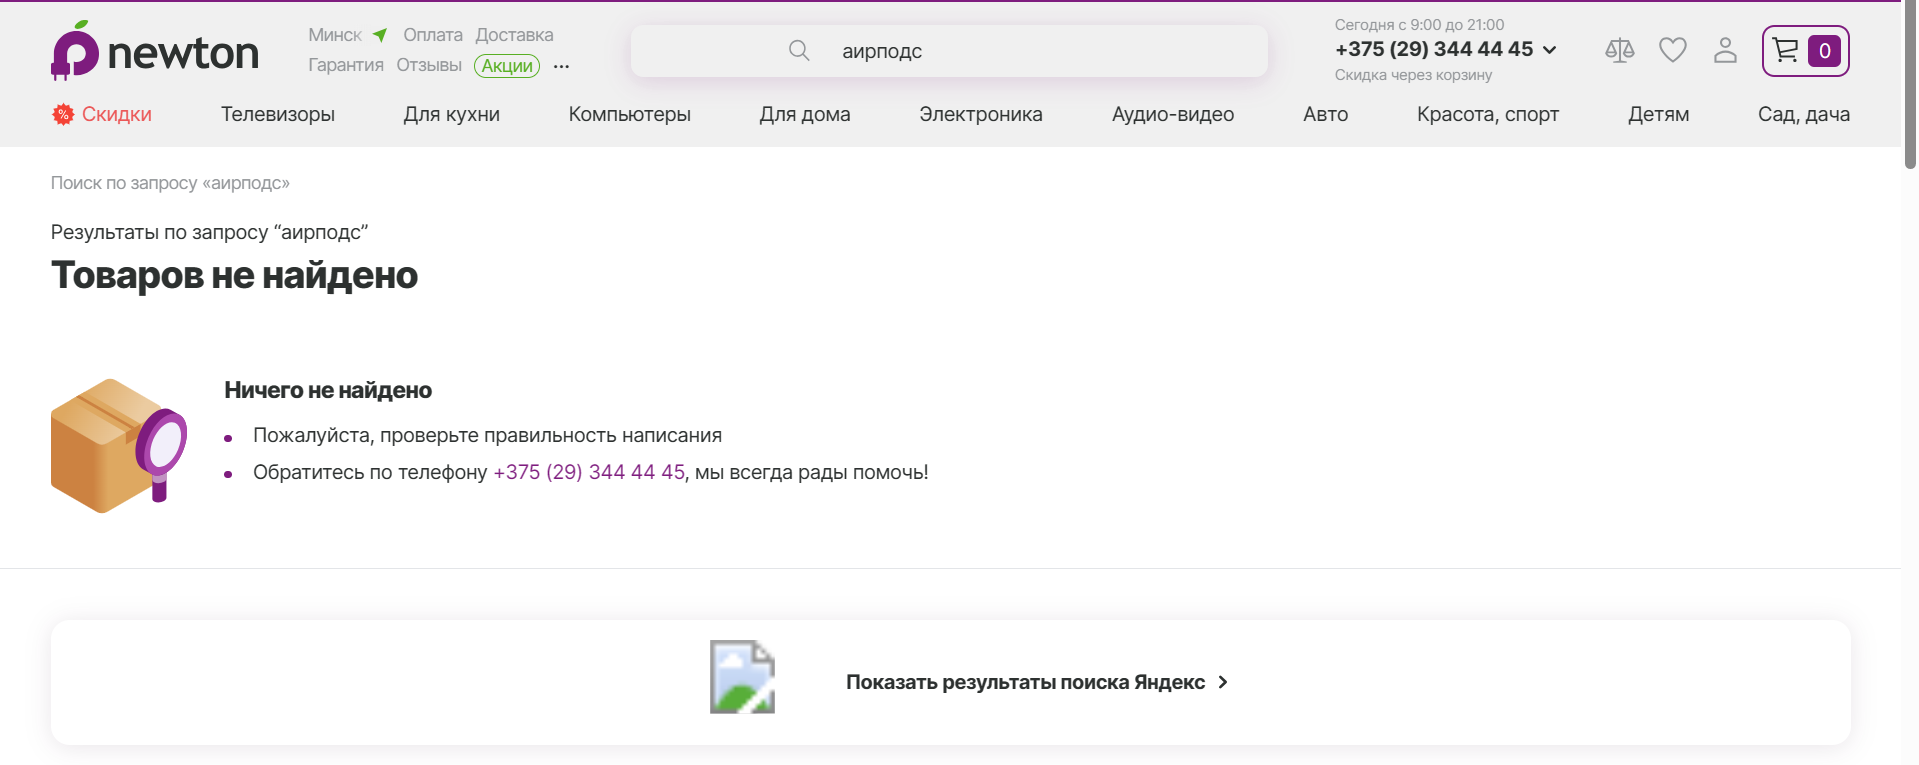 newton
Минск Оплата Доставка
Гарантия Отзывы Акции ...
аирподс
Сегодня с 9:00 до 21:00
+375 (29) 344 44 45
Скидка через корзину
0
% Скидки Телевизоры Для кухни Компьютеры Для дома Электроника Аудио-видео Авто Красота, спорт Детям Сад, дача
Поиск по запросу «аирподс»
Результаты по запросу “аирподс”
Товаров не найдено
Ничего не найдено
Пожалуйста, проверьте правильность написания
Обратитесь по телефону +375 (29) 344 44 45, мы всегда рады помочь!
Показать результаты поиска Яндекс